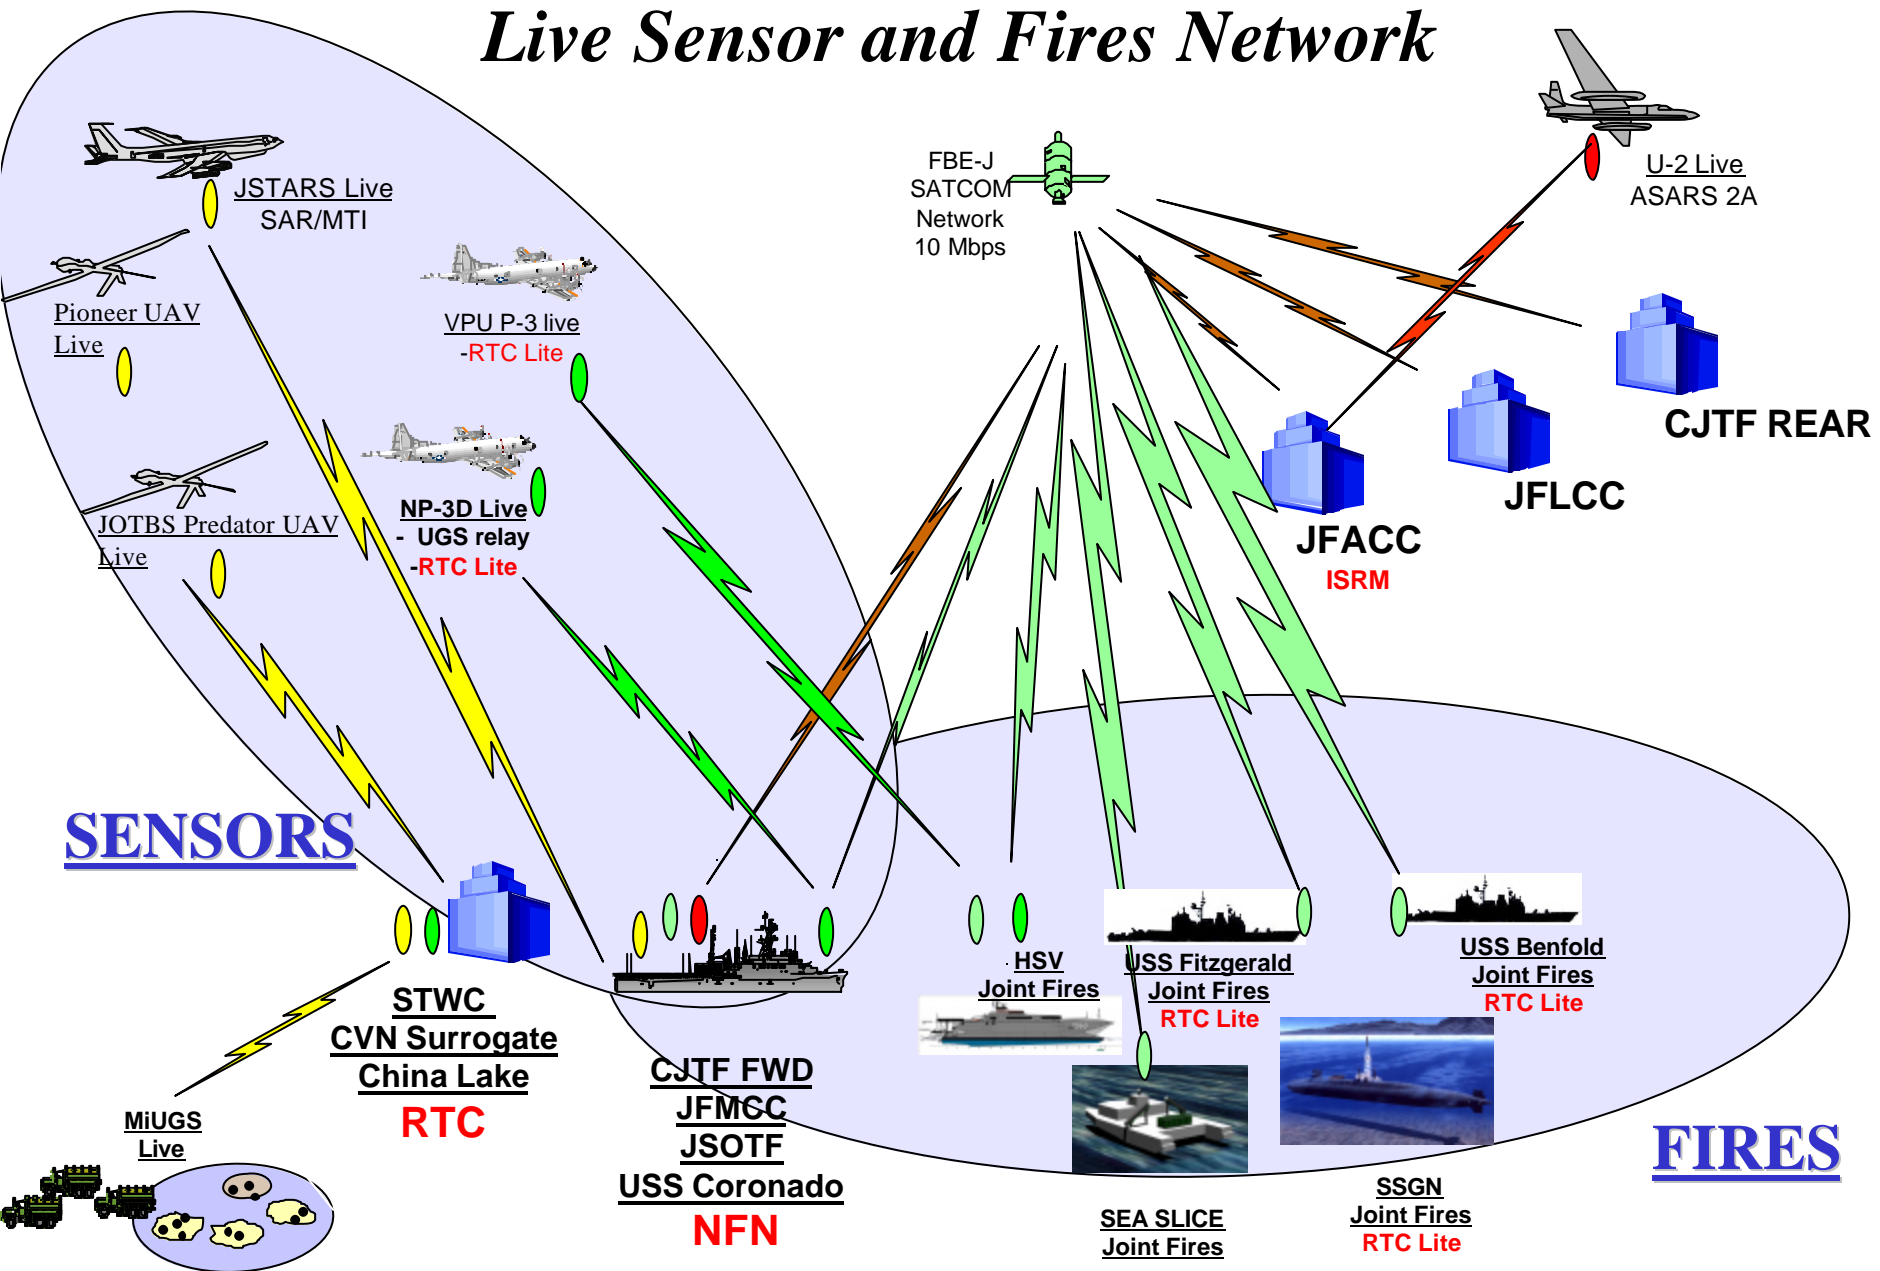 Live Sensor and Fires Network
JSTARS Live
SAR/MTI
Pioneer UAV
Live
VPU P-3 live
-RTC Lite
JOTBS Predator UAV
Live
NP-3D Live
- UGS relay
-RTC Lite
FBE-J
SATCOM
Network
10 Mbps
U-2 Live
ASARS 2A
CJTF REAR
JFLCC
JFACC
ISRM
SENSORS
STWC
CVN Surrogate
China Lake
RTC
MiUGS
Live
CJTF FWD
JFMCC
JSOTF
USS Coronado
NFN
HSV
Joint Fires
USS Fitzgerald
Joint Fires
RTC Lite
USS Benfold
Joint Fires
RTC Lite
SEA SLICE
Joint Fires
SSGN
Joint Fires
RTC Lite
FIRES